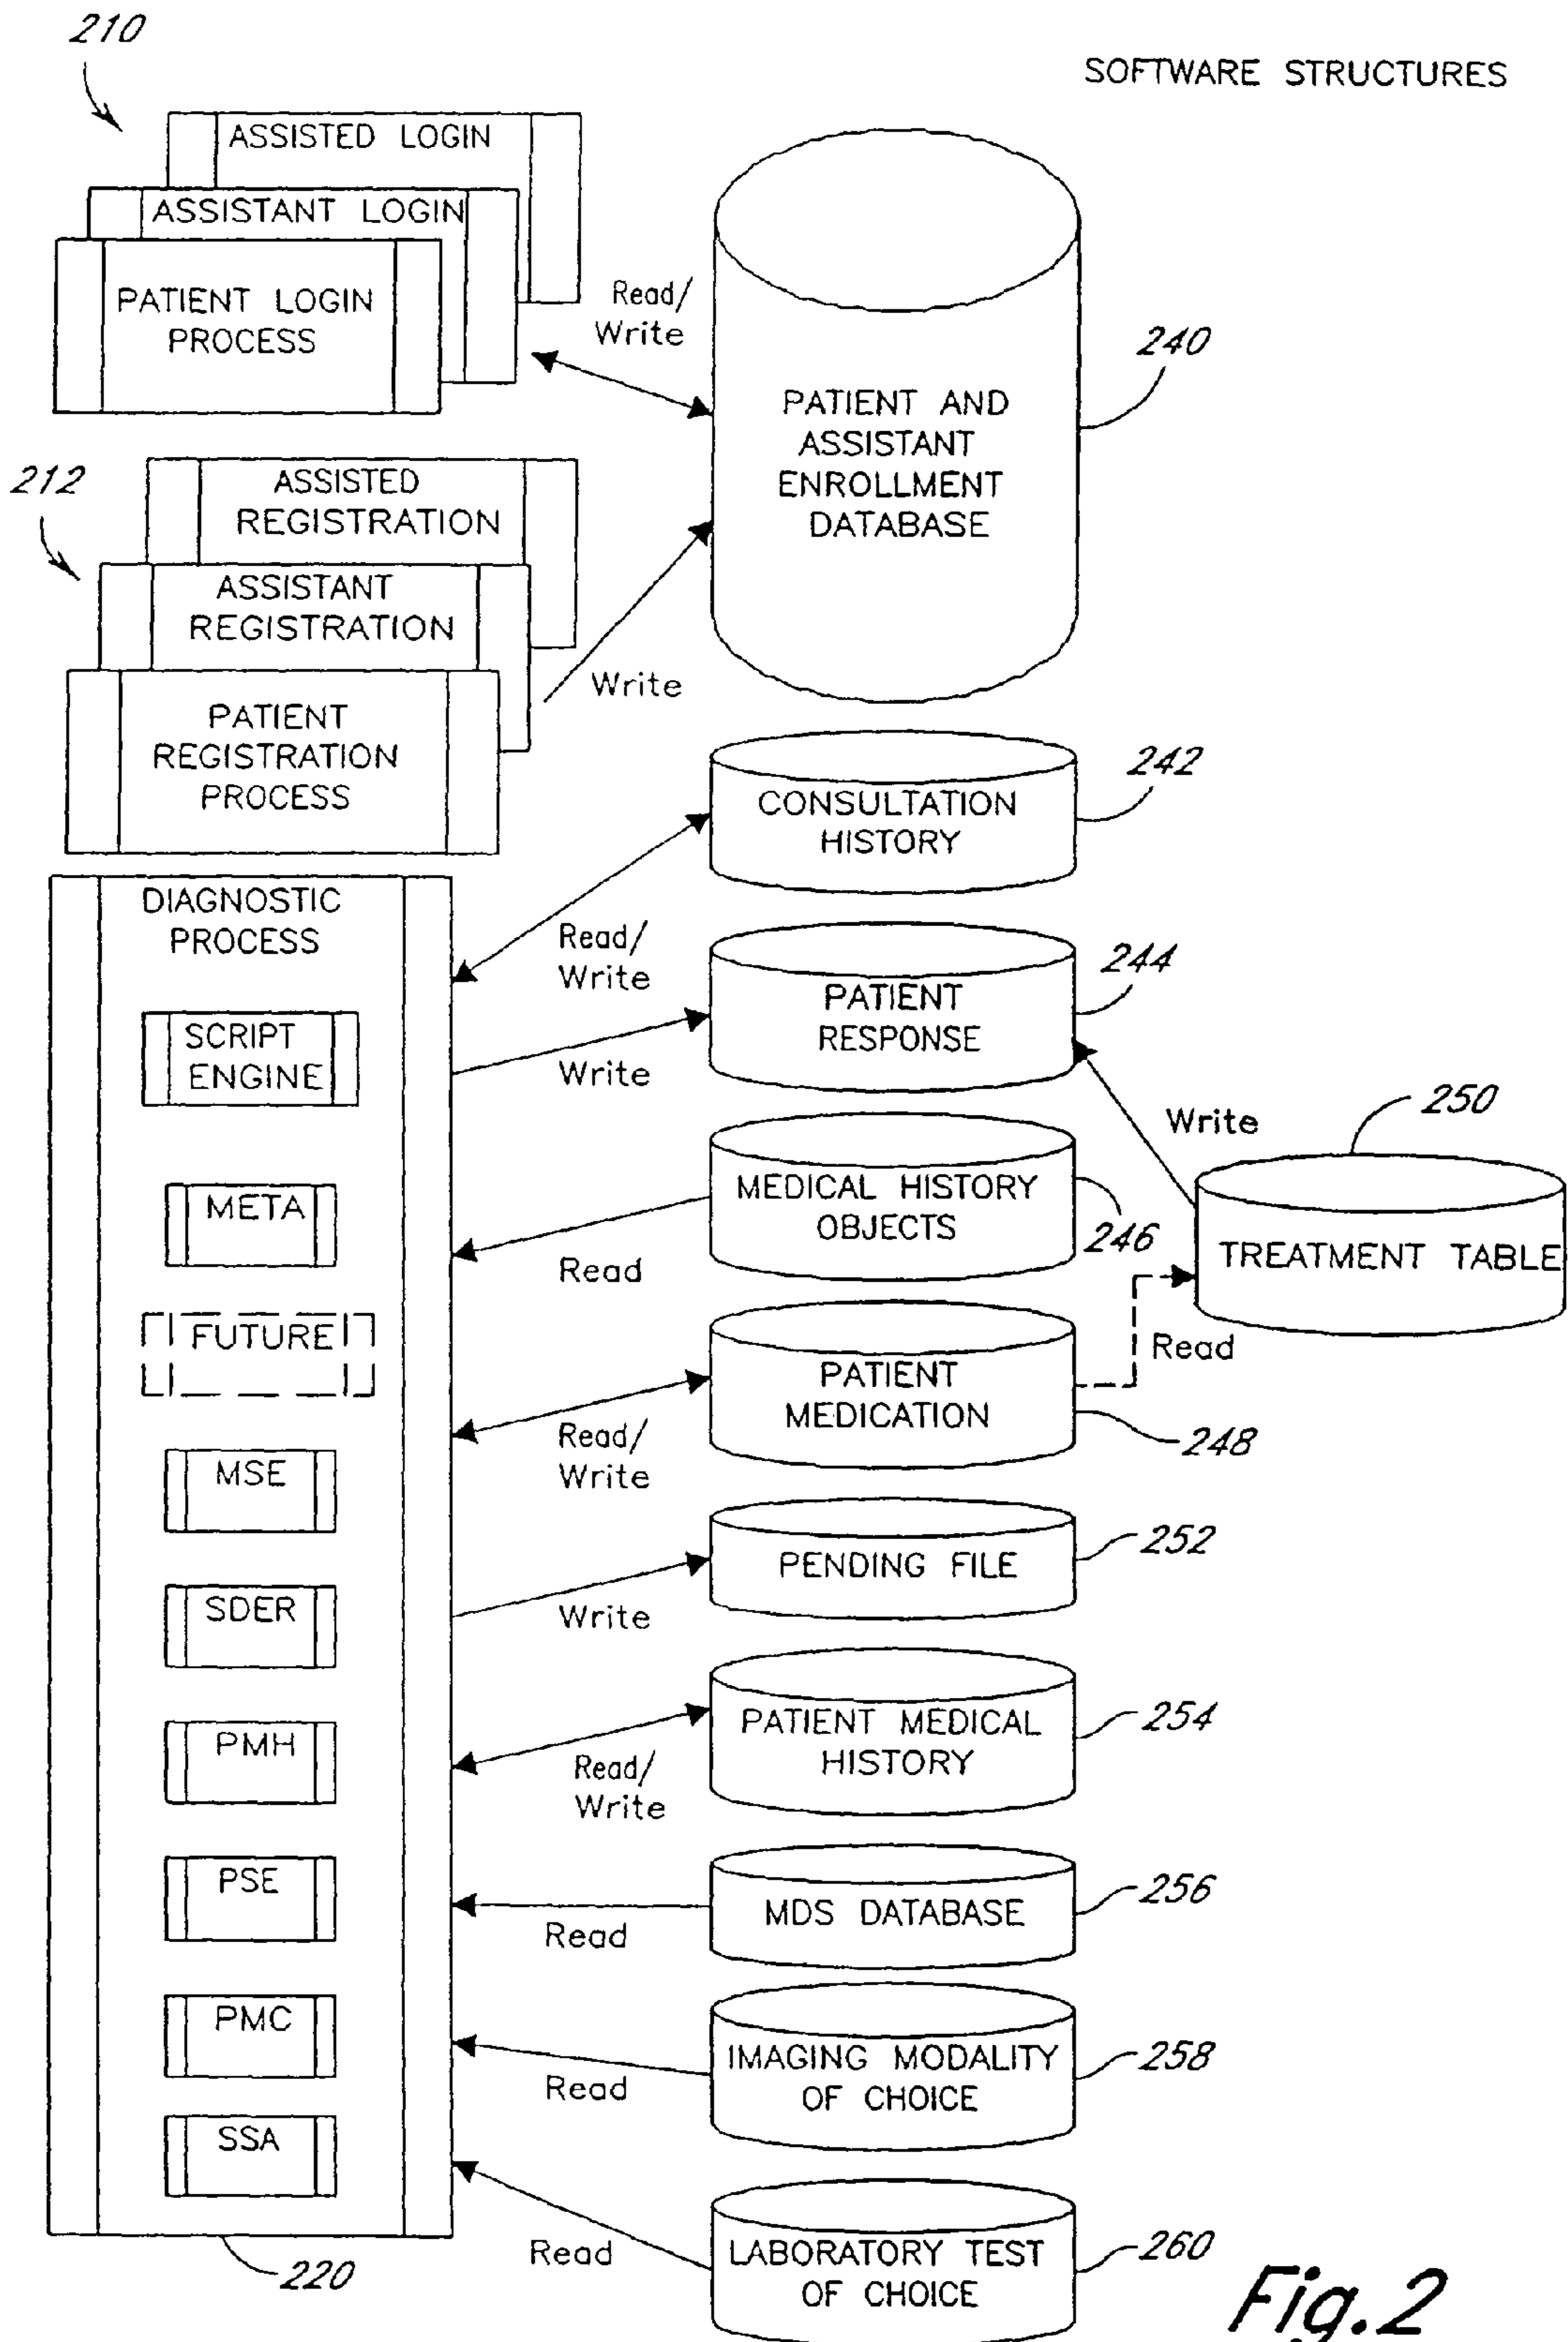 210
SOFTWARE STRUCTURES
ASSISTED LOGIN
ASSISTANT LOGIN
PATIENT LOGIN
PROCESS
Read/
Write
240
PATIENT AND
ASSISTANT
ENROLLMENT
DATABASE
212
ASSISTED
REGISTRATION
ASSISTANT
REGISTRATION
PATIENT
REGISTRATION
PROCESS
Write
242
CONSULTATION
HISTORY
DIAGNOSTIC
PROCESS
Read/
Write
244
PATIENT
RESPONSE
SCRIPT
ENGINE
Write
Write
250
TREATMENT TABLE
META
MEDICAL HISTORY
OBJECTS
246
Read
Read
FUTURE
PATIENT
MEDICATION
248
Read/
Write
MSE
252
PENDING FILE
SDER
Write
254
PATIENT MEDICAL
HISTORY
PMH
Read/
Write
PSE
256
MDS DATABASE
Read
PMC
258
IMAGING MODALITY
OF CHOICE
Read
SSA
260
LABORATORY TEST
OF CHOICE
Read
220
Fig.2